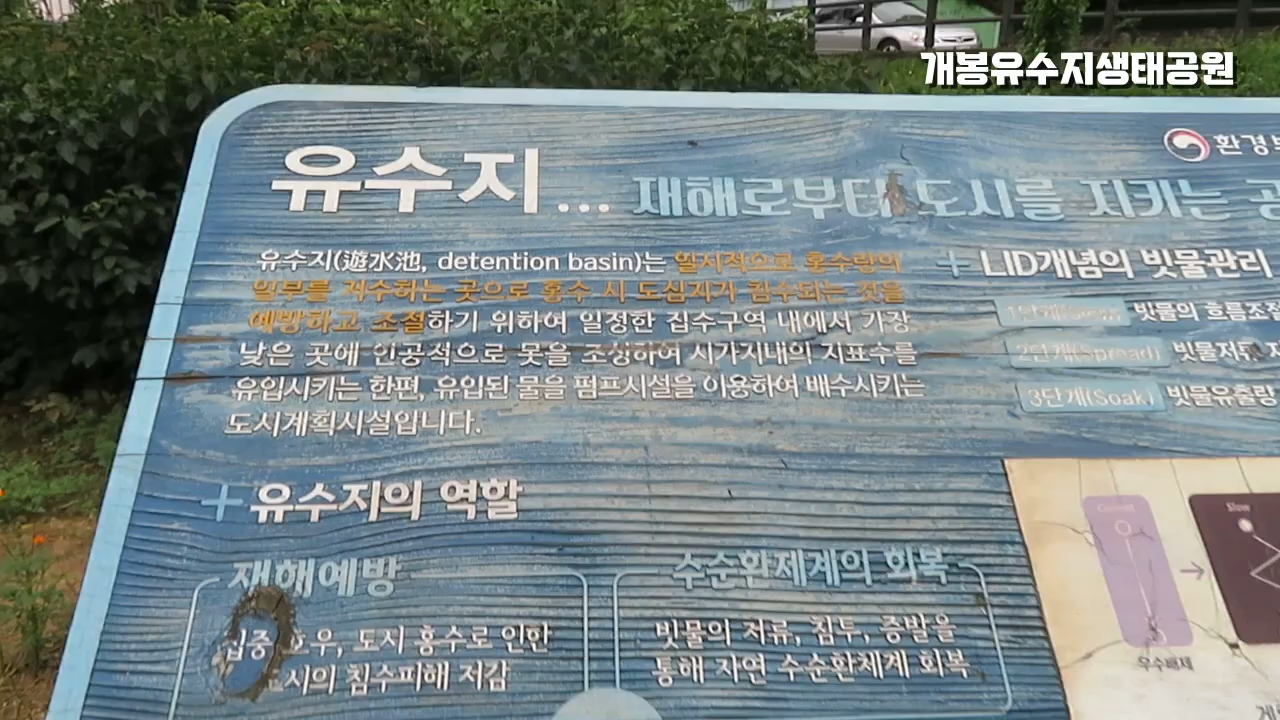 개봉유수지생태공원
환경부
유수지... 재해로부터 도시를 지키는
유수지(遊水池, detention basin)는 일시적으로 홍수량의
일부를 저수하는 곳으로 홍수 시 도심지가 침수되는 것을
예방하고 조절하기 위하여 일정한 집수구역 내에서 가장
낮은 곳에 인공적으로 못을 조성하여 시가지내의 지표수를
유입시키는 한편, 유입된 물을 펌프시설을 이용하여 배수시키는
도시계획시설입니다.
+ LID개념의 빗물관리
1단계(Slow) 빗물의 흐름조절
2단계(Spread) 빗물저류
3단계(Soak) 빗물유출량
+ 유수지의 역할
재해예방
집중 호우, 도시 홍수로 인한
도시의 침수피해 저감
수순환체계의 회복
빗물의 저류, 침투, 증발을
통해 자연 수순환체계 회복
Slow
우수배제